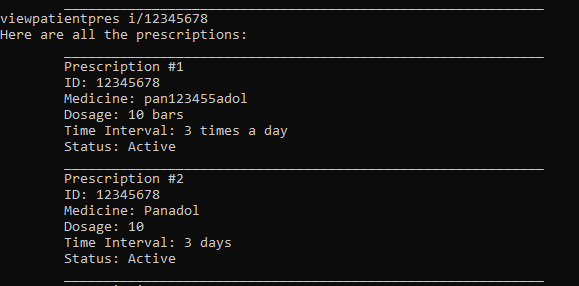 viewpatientpres i/12345678
Here are all the prescriptions:
Prescription #1
ID: 12345678
Medicine: pan123455adol
Dosage: 10 bars
Time Interval: 3 times a day
Status: Active
Prescription #2
ID: 12345678
Medicine: Panadol
Dosage: 10
Time Interval: 3 days
Status: Active